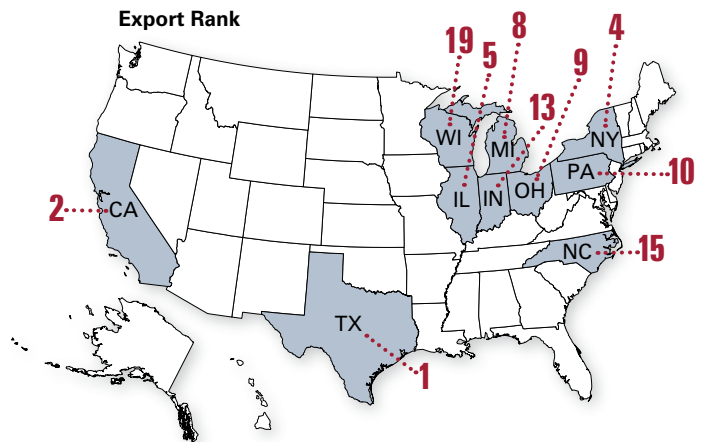 Export Rank
19
5
8
9
4
13
WI
MI
NY
PA
10
IL
IN
OH
2
CA
NC
15
TX
1